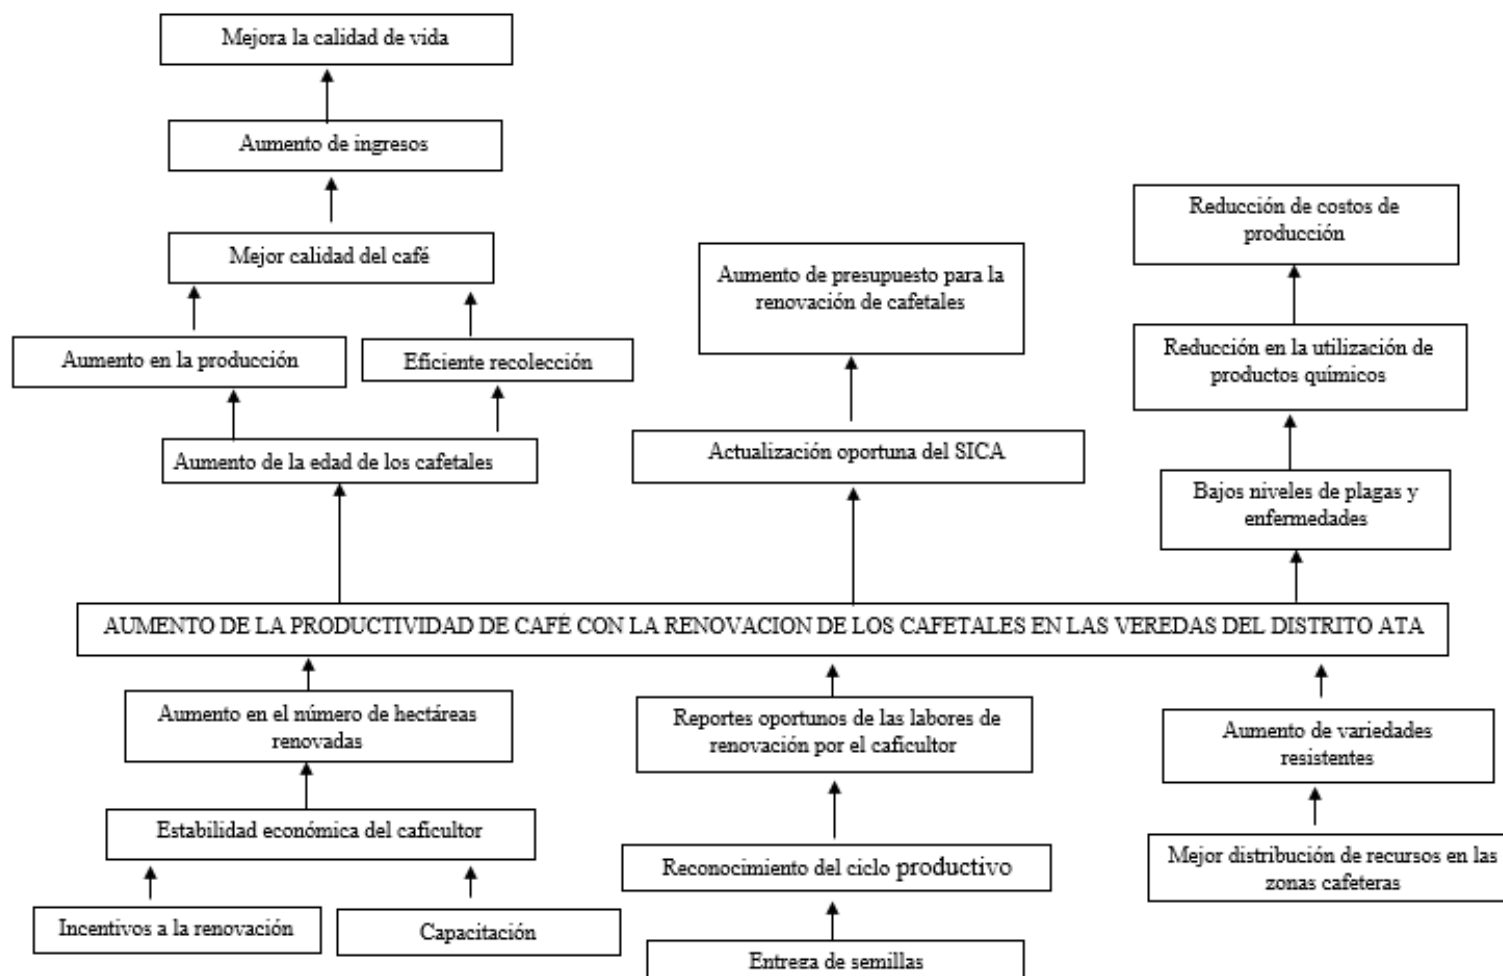 Mejora la calidad de vida
Aumento de ingresos
Mejor calidad del café
Aumento en la producción
Eficiente recolección
Aumento de la edad de los cafetales
Aumento de presupuesto para la
renovación de cafetales
Actualización oportuna del SICA
Reducción de costos de
producción
Reducción en la utilización de
productos químicos
Bajos niveles de plagas y
enfermedades
AUMENTO DE LA PRODUCTIVIDAD DE CAFÉ CON LA RENOVACION DE LOS CAFETALES EN LAS VEREDAS DEL DISTRITO ATA
Aumento en el número de hectáreas
renovadas
Estabilidad económica del caficultor
Incentivos a la renovación
Capacitación
Reportes oportunos de las labores de
renovación por el caficultor
Reconocimiento del ciclo productivo
Entrega de semillas
Aumento de variedades
resistentes
Mejor distribución de recursos en las
zonas cafeteras